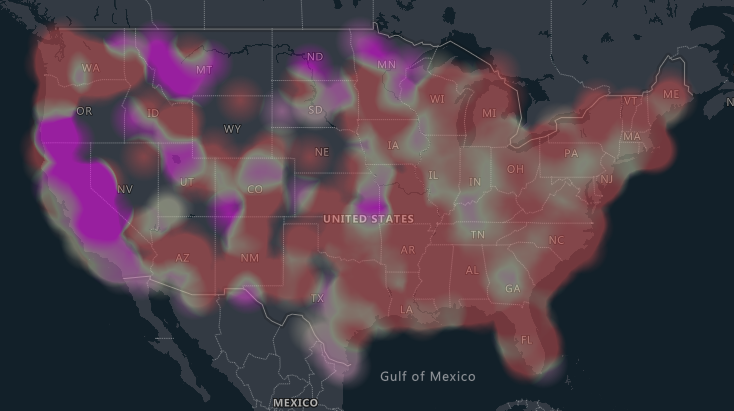 WA
MT
ND
MN
OR
ID
SD
WI
MI
VT
ME
N
WY
NE
IA
MA
PA
NV
UT
CO
IL
IN
OH
NJ
UNITED STATES
TN
NC
AZ
NM
AR
AL
TX
LA
GA
FL
Gulf of Mexico
MEXICO